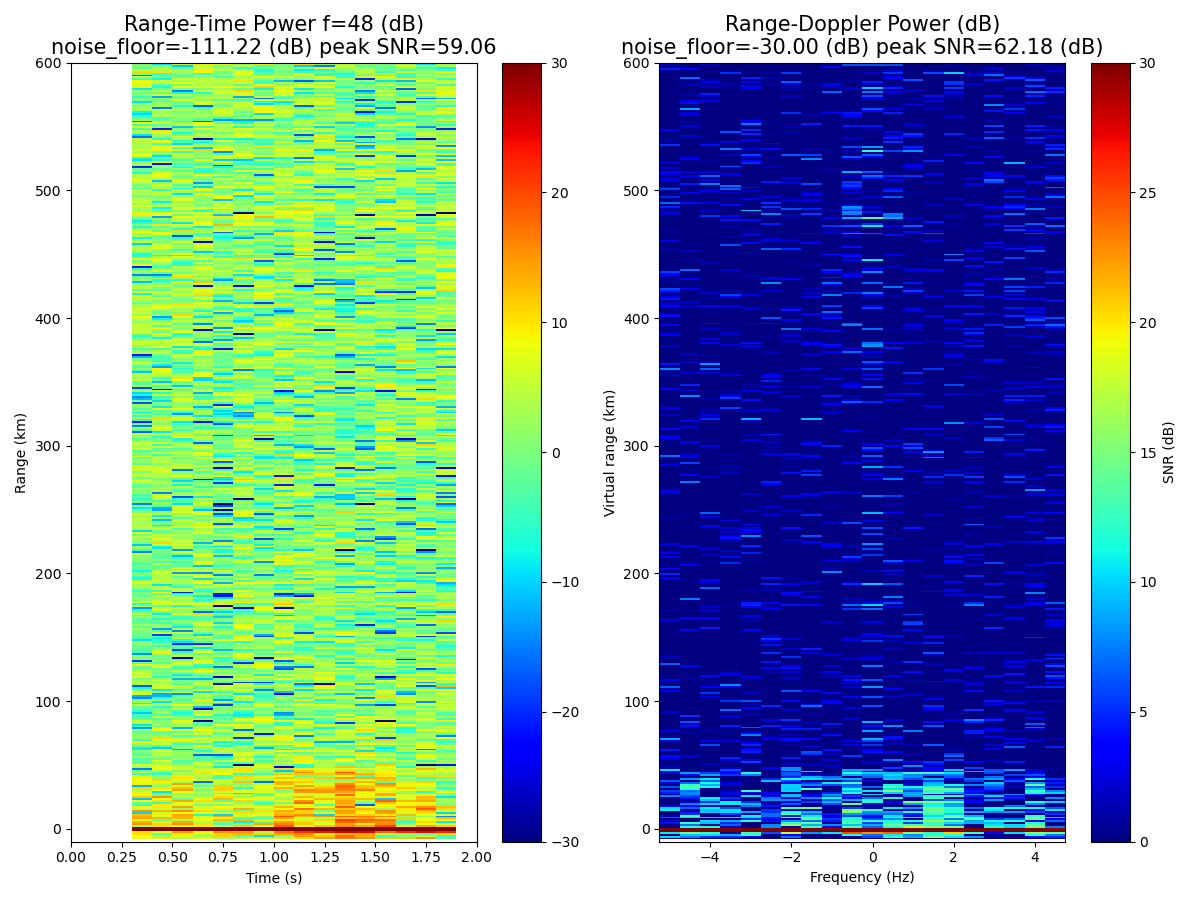 Range-Time Power f=48 (dB)
noise_floor=-111.22 (dB) peak SNR=59.06
600
500
400
300
200
100
0
Range (km)
0.00 0.25 0.50 0.75 1.00 1.25 1.50 1.75 2.00
Time (s)
30
20
10
0
−10
−20
−30
Range-Doppler Power (dB)
noise_floor=-30.00 (dB) peak SNR=62.18 (dB)
600
500
400
300
200
100
0
Virtual range (km)
−4 −2 0 2 4
Frequency (Hz)
30
25
20
15
10
5
0
SNR (dB)